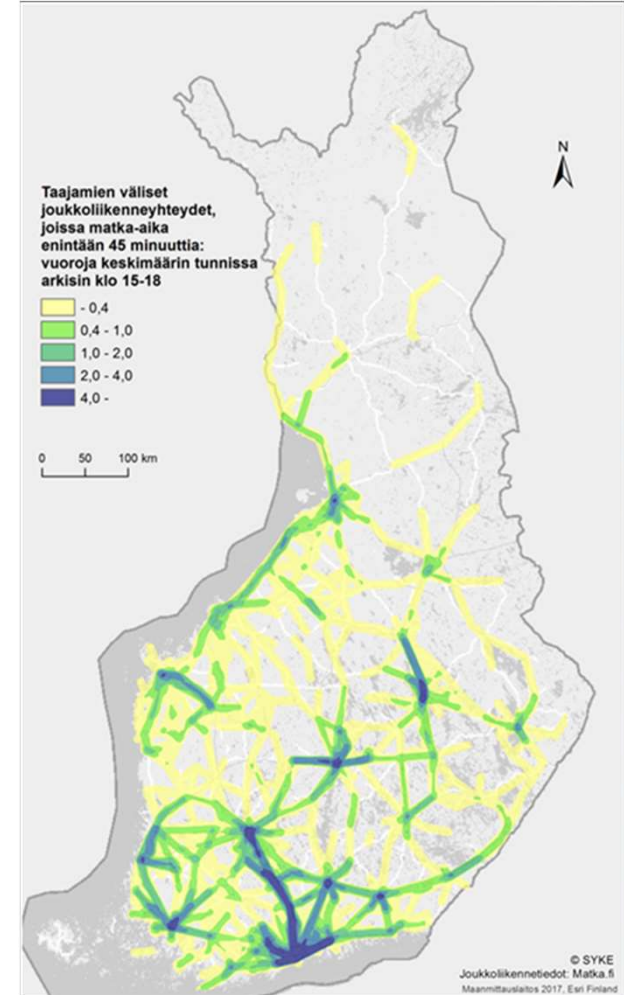 N
Taajamien väliset
joukkoliikenneyhteydet,
joissa matka-aika
enintään 45 minuuttia:
vuoroja keskimäärin tunnissa
arkisin klo 15-18
- 0,4
0,4 - 1,0
1,0 - 2,0
2,0 - 4,0
4,0 -
0 50 100 km
© SYKE
Joukkoliikennetiedot: Matka.fi
Maanmittauslaitos 2017, Esri Finland